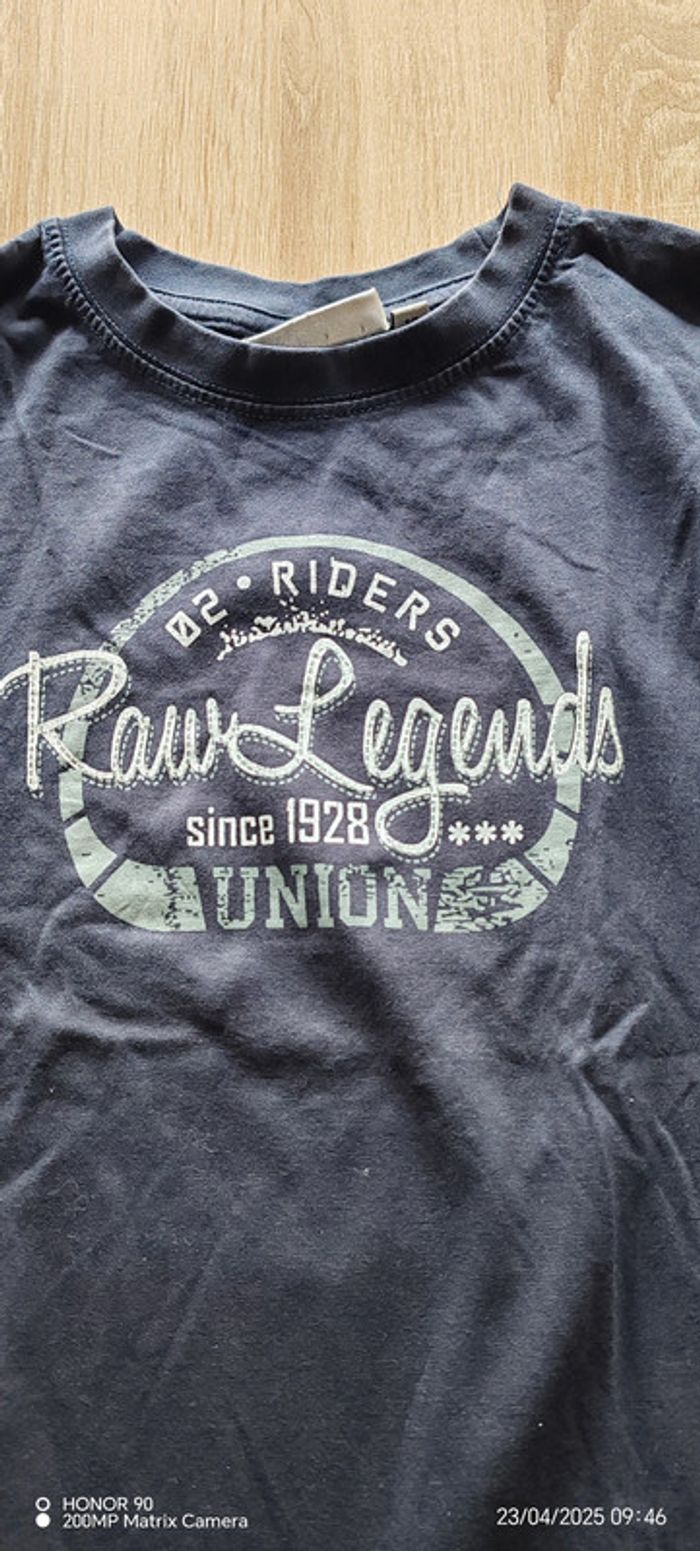 02 • RIDERS
Raw Legends
since 1928 ***
UNION
HONOR 90
200MP Matrix Camera
23/04/2025 09:46